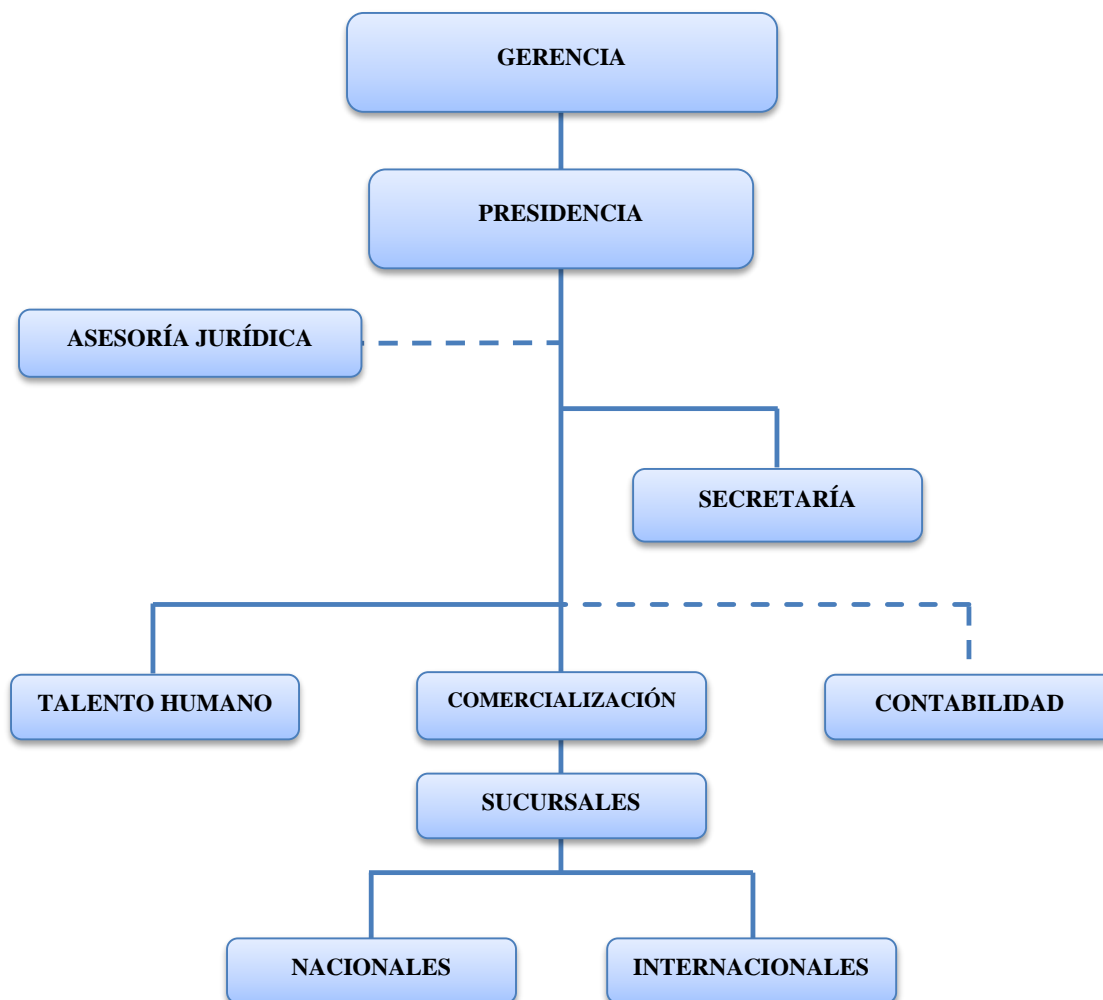 GERENCIA
PRESIDENCIA
ASESORÍA JURÍDICA
SECRETARÍA
TALENTO HUMANO
COMERCIALIZACIÓN
CONTABILIDAD
SUCURSALES
NACIONALES
INTERNACIONALES